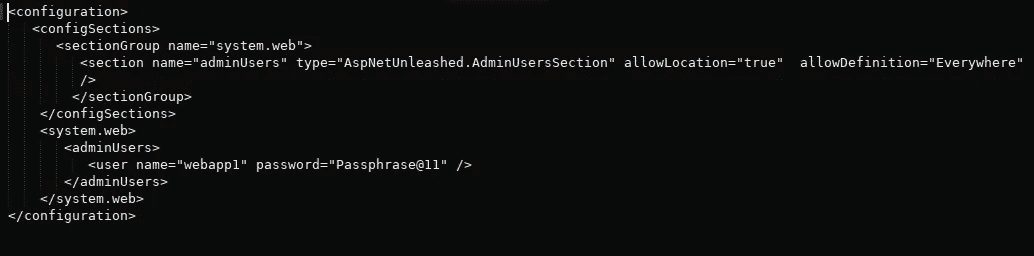 <configuration>
<configSections>
<sectionGroup name="system.web">
<section name="adminUsers" type="AspNetUnleashed.AdminUsersSection" allowLocation="true"  allowDefinition="Everywhere"
/>
</sectionGroup>
</configSections>
<system.web>
<adminUsers>
<user name="webapp1" password="Passphrase@11" />
</adminUsers>
</system.web>
</configuration>